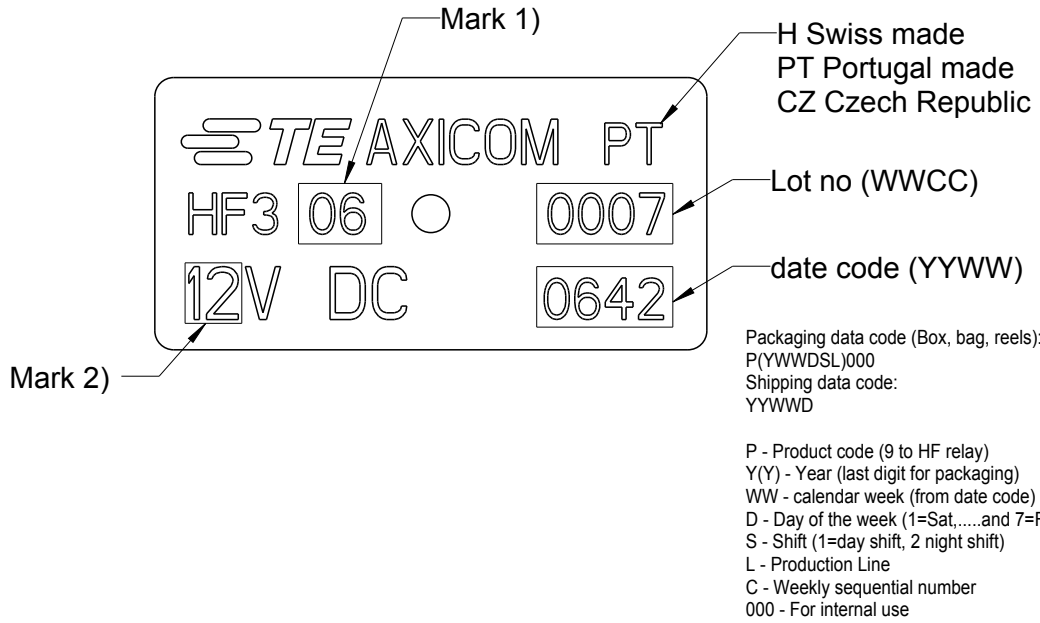 Mark 1)
H Swiss made
PT Portugal made
CZ Czech Republic
TE AXICOM PT
HF3 06 0007
Lot no (WWCC)
12V DC 0642
date code (YYWW)
Mark 2)
Packaging data code (Box, bag, reels):
P(YWWDSL)000
Shipping data code:
YYWWD
P - Product code (9 to HF relay)
Y(Y) - Year (last digit for packaging)
WW - calendar week (from date code)
D - Day of the week (1=Sat,.....and 7=F
S - Shift (1=day shift, 2 night shift)
L - Production Line
C - Weekly sequential number
000 - For internal use